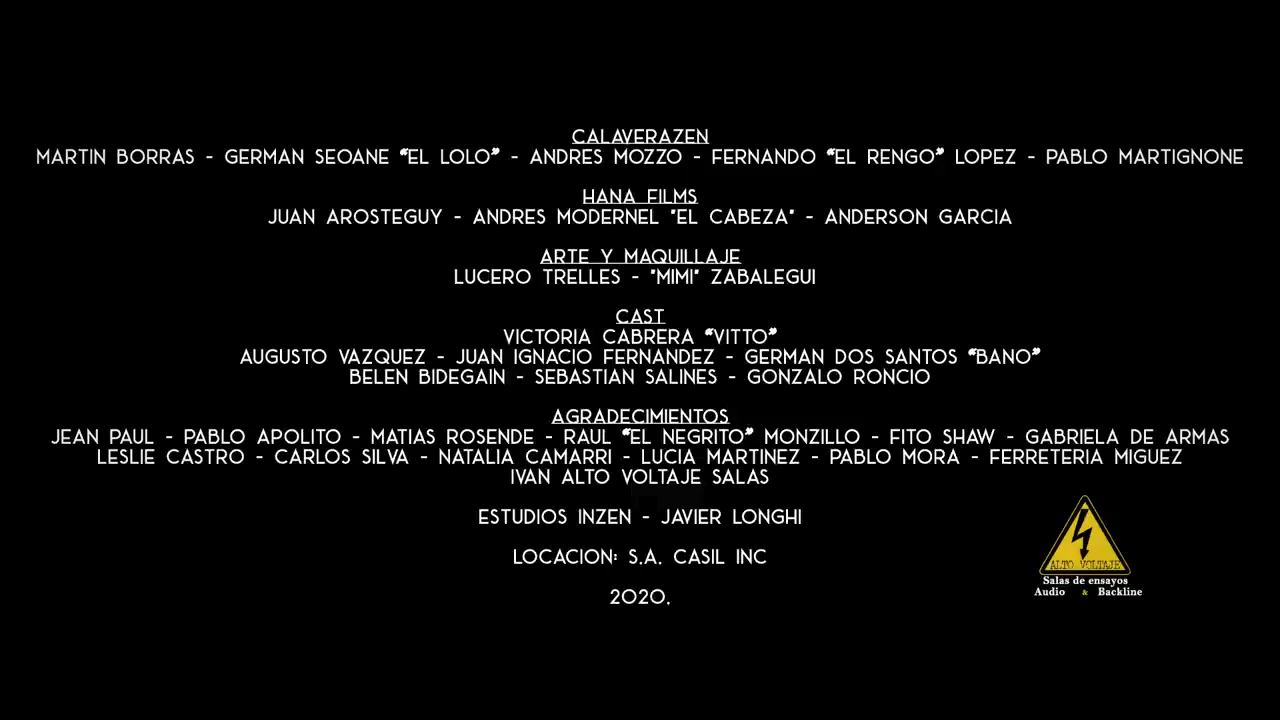 CALAVERAZEN
MARTIN BORRAS - GERMAN SEOANE “EL LOLO” - ANDRES MOZZO - FERNANDO “EL RENGO” LOPEZ - PABLO MARTIGNONE
HANA FILMS
JUAN AROSTEGUY - ANDRES MODERNEL "EL CABEZA" - ANDERSON GARCIA
ARTE Y MAQUILLAJE
LUCERO TRELLES - "MIMI" ZABALEGUI
CAST
VICTORIA CABRERA “VITTO”
AUGUSTO VAZQUEZ - JUAN IGNACIO FERNANDEZ - GERMAN DOS SANTOS “BANO”
BELEN BIDEGAIN - SEBASTIAN SALINES - GONZALO RONCIO
AGRADECIMIENTOS
JEAN PAUL - PABLO APOLITO - MATIAS ROSENDE - RAUL “EL NEGRITO” MONZILLO - FITO SHAW - GABRIELA DE ARMAS
LESLIE CASTRO - CARLOS SILVA - NATALIA CAMARRI - LUCIA MARTINEZ - PABLO MORA - FERRETERIA MIGUEZ
IVAN ALTO VOLTAJE SALAS
ESTUDIOS INZEN - JAVIER LONGHI
LOCACION: S.A. CASIL INC
2020.
ALTO VOLTAJE
Salas de ensayos
Audio & Backline